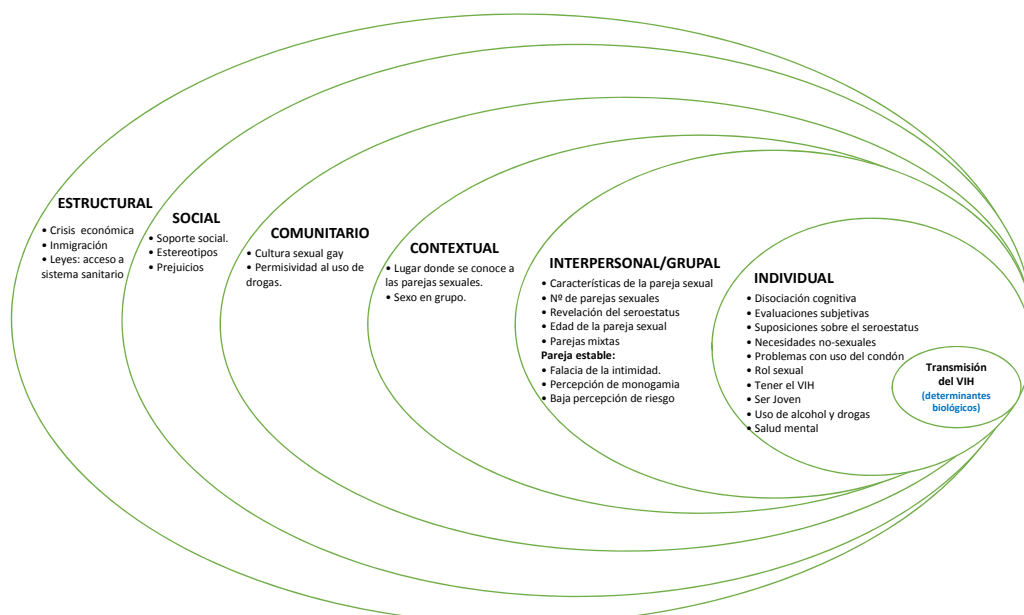 ESTRUCTURAL
• Crisis económica
• Inmigración
• Leyes: acceso a
sistema sanitario
SOCIAL
• Soporte social.
• Estereotipos
• Prejuicios
COMUNITARIO
• Cultura sexual gay
• Permisividad al uso de
drogas.
CONTEXTUAL
• Lugar donde se conoce a
las parejas sexuales.
• Sexo en grupo.
INTERPERSONAL/GRUPAL
• Características de la pareja sexual
• Nº de parejas sexuales
• Revelación del seroestatus
• Edad de la pareja sexual
• Parejas mixtas
Pareja estable:
• Falacia de la intimidad.
• Percepción de monogamia
• Baja percepción de riesgo
INDIVIDUAL
• Disociación cognitiva
• Evaluaciones subjetivas
• Suposiciones sobre el seroestatus
• Necesidades no-sexuales
• Problemas con uso del condón
• Rol sexual
• Tener el VIH
• Ser Joven
• Uso de alcohol y drogas
• Salud mental
Transmisión
del VIH
(determinantes
biológicos)